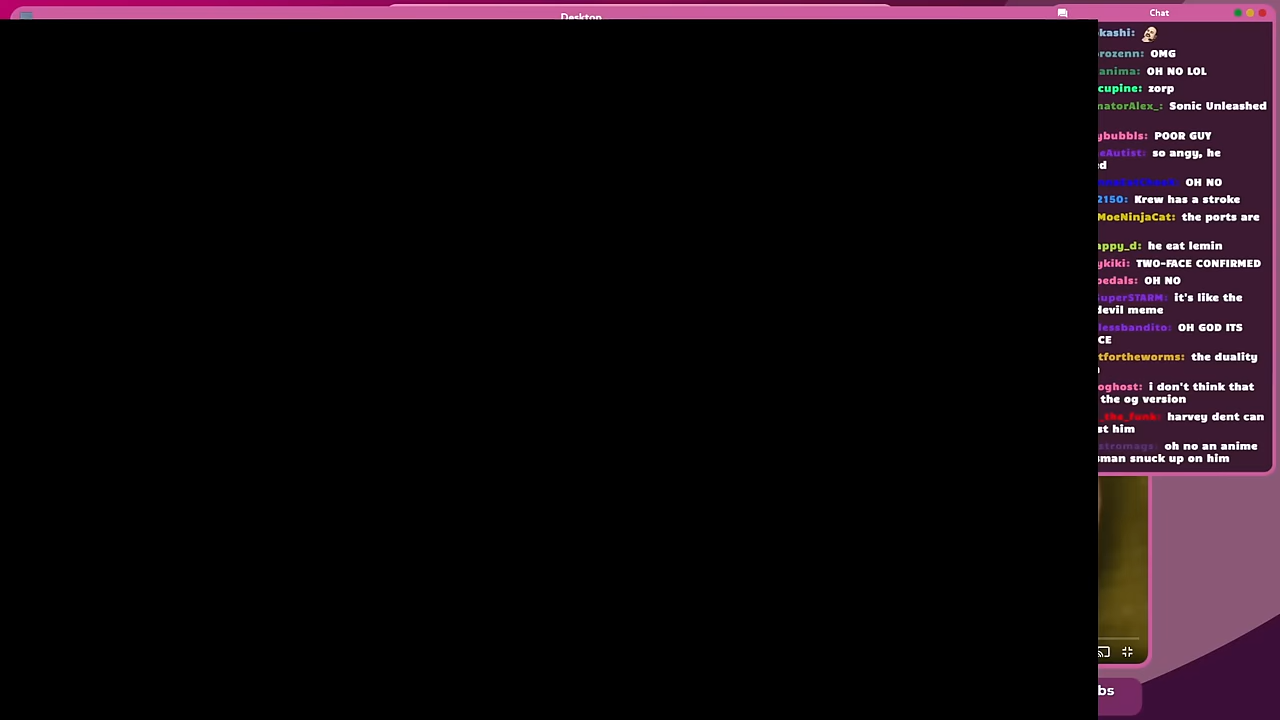 Desktop
Chat
kashi:
rozenn: OMG
anima: OH NO LOL
cupine: zorp
natorAlex_: Sonic Unleashed
ybubbls: POOR GUY
eAutist: so angy, he
d
OH NO
2150: Krew has a stroke
MoeNinjaCat: the ports are
appy_d: he eat lemin
ykiki: TWO-FACE CONFIRMED
pedals: OH NO
SuperSTARM: it's like the
devil meme
lessbandito: OH GOD ITS
CE
tfortheworms: the duality
oghost: i don't think that
the og version
_the_funk: harvey dent can
st him
stromags: oh no an anime
sman snuck up on him
bs